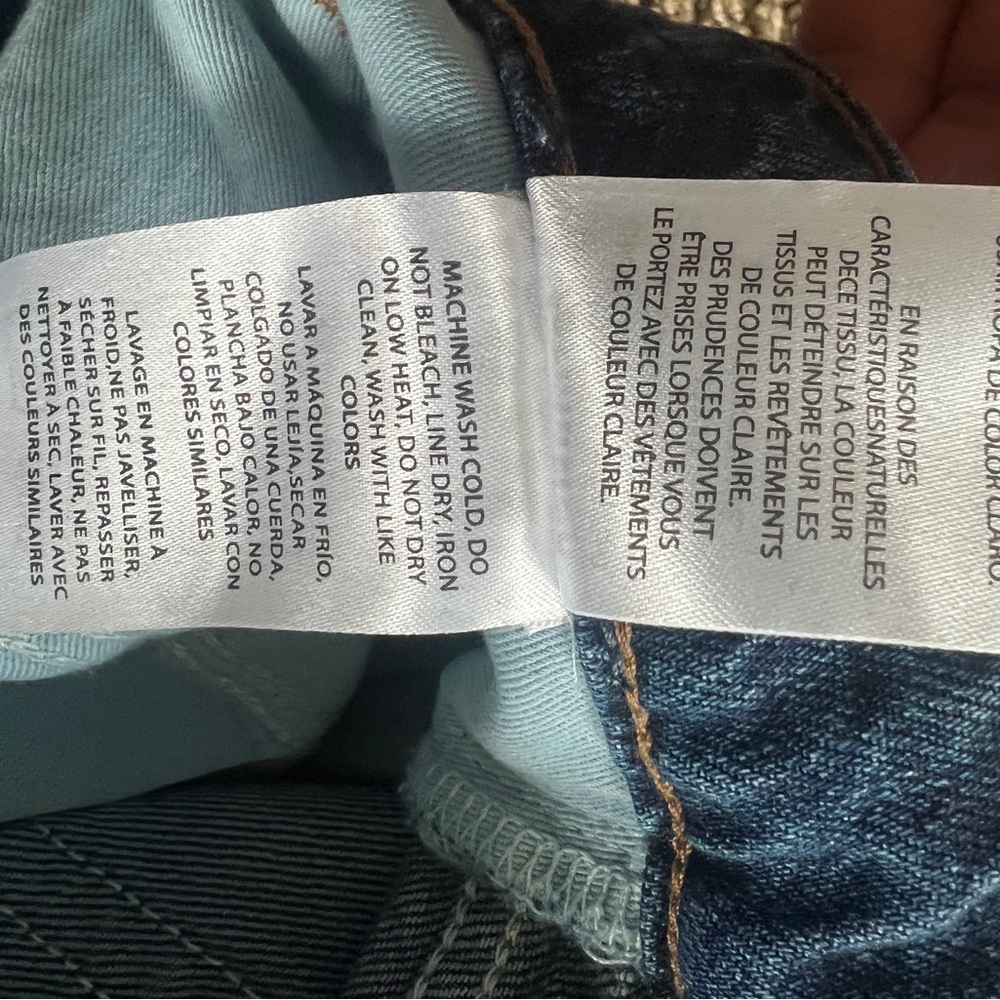 CLARO.
DE COLOR
EN RAISON DES
CARACTÉRISTIQUESNATURELLES
DECE TISSU, LA COULEUR
PEUT DÉTEINDRE SUR LES
TISSUS ET LES REVÊTEMENTS
DE COULEUR CLAIRE.
DES PRUDENCES DOIVENT
ÊTRE PRISES LORSQUE VOUS
LE PORTEZ AVEC DES VÊTEMENTS
DE COULEUR CLAIRE.
MACHINE WASH COLD, DO
NOT BLEACH, LINE DRY, IRON
ON LOW HEAT, DO NOT DRY
CLEAN, WASH WITH LIKE
COLORS
LAVAR A MÁQUINA EN FRÍO,
NO USAR LEJIA,SECAR
COLGADO DE UNA CUERDA,
PLANCHA BAJO CALOR, NO
LIMPIAR EN SECO, LAVAR CON
COLORES SIMILARES
LAVAGE EN MACHINE À
FROID,NE PAS JAVELLISER,
SÉCHER SUR FIL, REPASSER
À FAIBLE CHALEUR, NE PAS
NETTOYER A SEC, LAVER AVEC
DES COULEURS SIMILAIRES